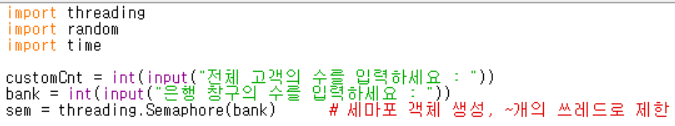 import threading
import random
import time
customCnt = int(input("전체 고객의 수를 입력하세요 : "))
bank = int(input("은행 창구의 수를 입력하세요 : "))
sem = threading.Semaphore(bank) # 세마포 객체 생성, ~개의 쓰레드로 제한